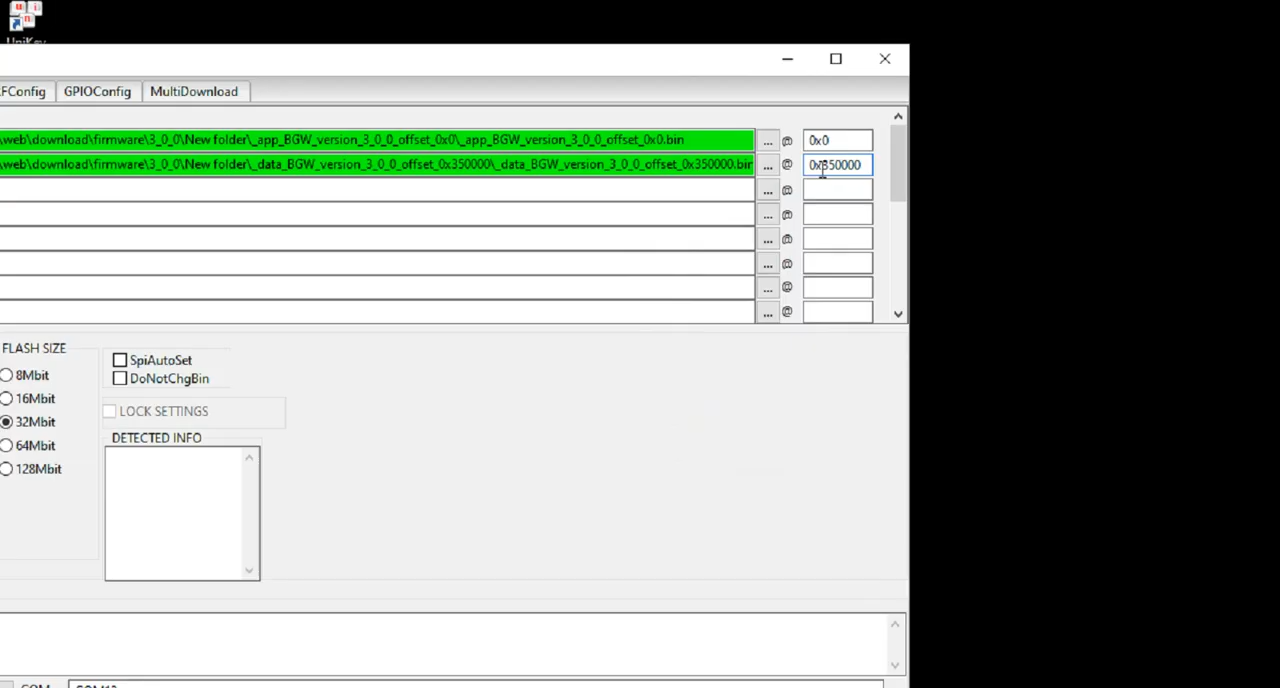 UniKey
GPIOConfig MultiDownload
\web\download\firmware\3_0_0\New folder\_app_BGW_version_3_0_0_offset_0x0\_app_BGW_version_3_0_0_offset_0x0.bin ... @ 0x0
\web\download\firmware\3_0_0\New folder\_data_BGW_version_3_0_0_offset_0x350000\_data_BGW_version_3_0_0_offset_0x350000.bin ... @ 0x350000
... @
... @
... @
... @
... @
... @
FLASH SIZE
8Mbit
16Mbit
32Mbit
64Mbit
128Mbit
SpiAutoSet
DoNotChgBin
LOCK SETTINGS
DETECTED INFO